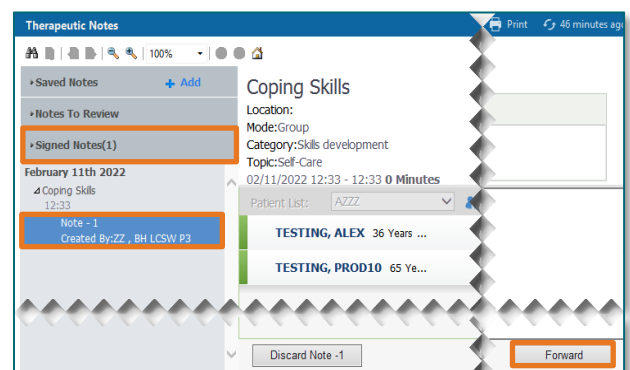 Therapeutic Notes
Print 46 minutes ago
100%
Saved Notes + Add
Notes To Review
Signed Notes(1)
February 11th 2022
Coping Skills
12:33
Note - 1
Created By:ZZ , BH LCSW P3
Coping Skills
Location:
Mode:Group
Category:Skills development
Topic:Self-Care
02/11/2022 12:33 - 12:33 0 Minutes
Patient List: AZZZ
TESTING, ALEX 36 Years ...
TESTING, PROD10 65 Ye...
Discard Note -1
Forward